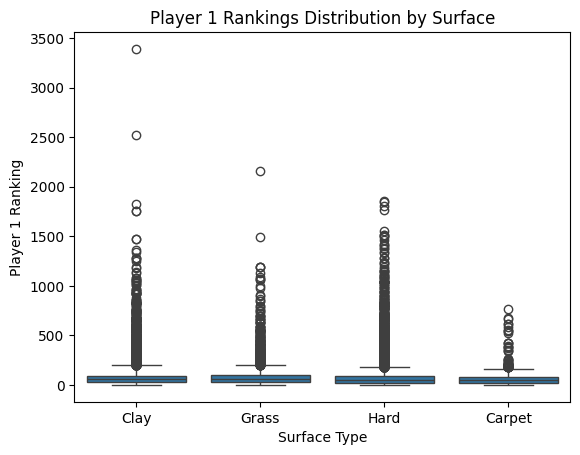 Player 1 Rankings Distribution by Surface
3500
3000
2500
2000
1500
1000
500
0
Player 1 Ranking
Clay
Grass
Hard
Carpet
Surface Type